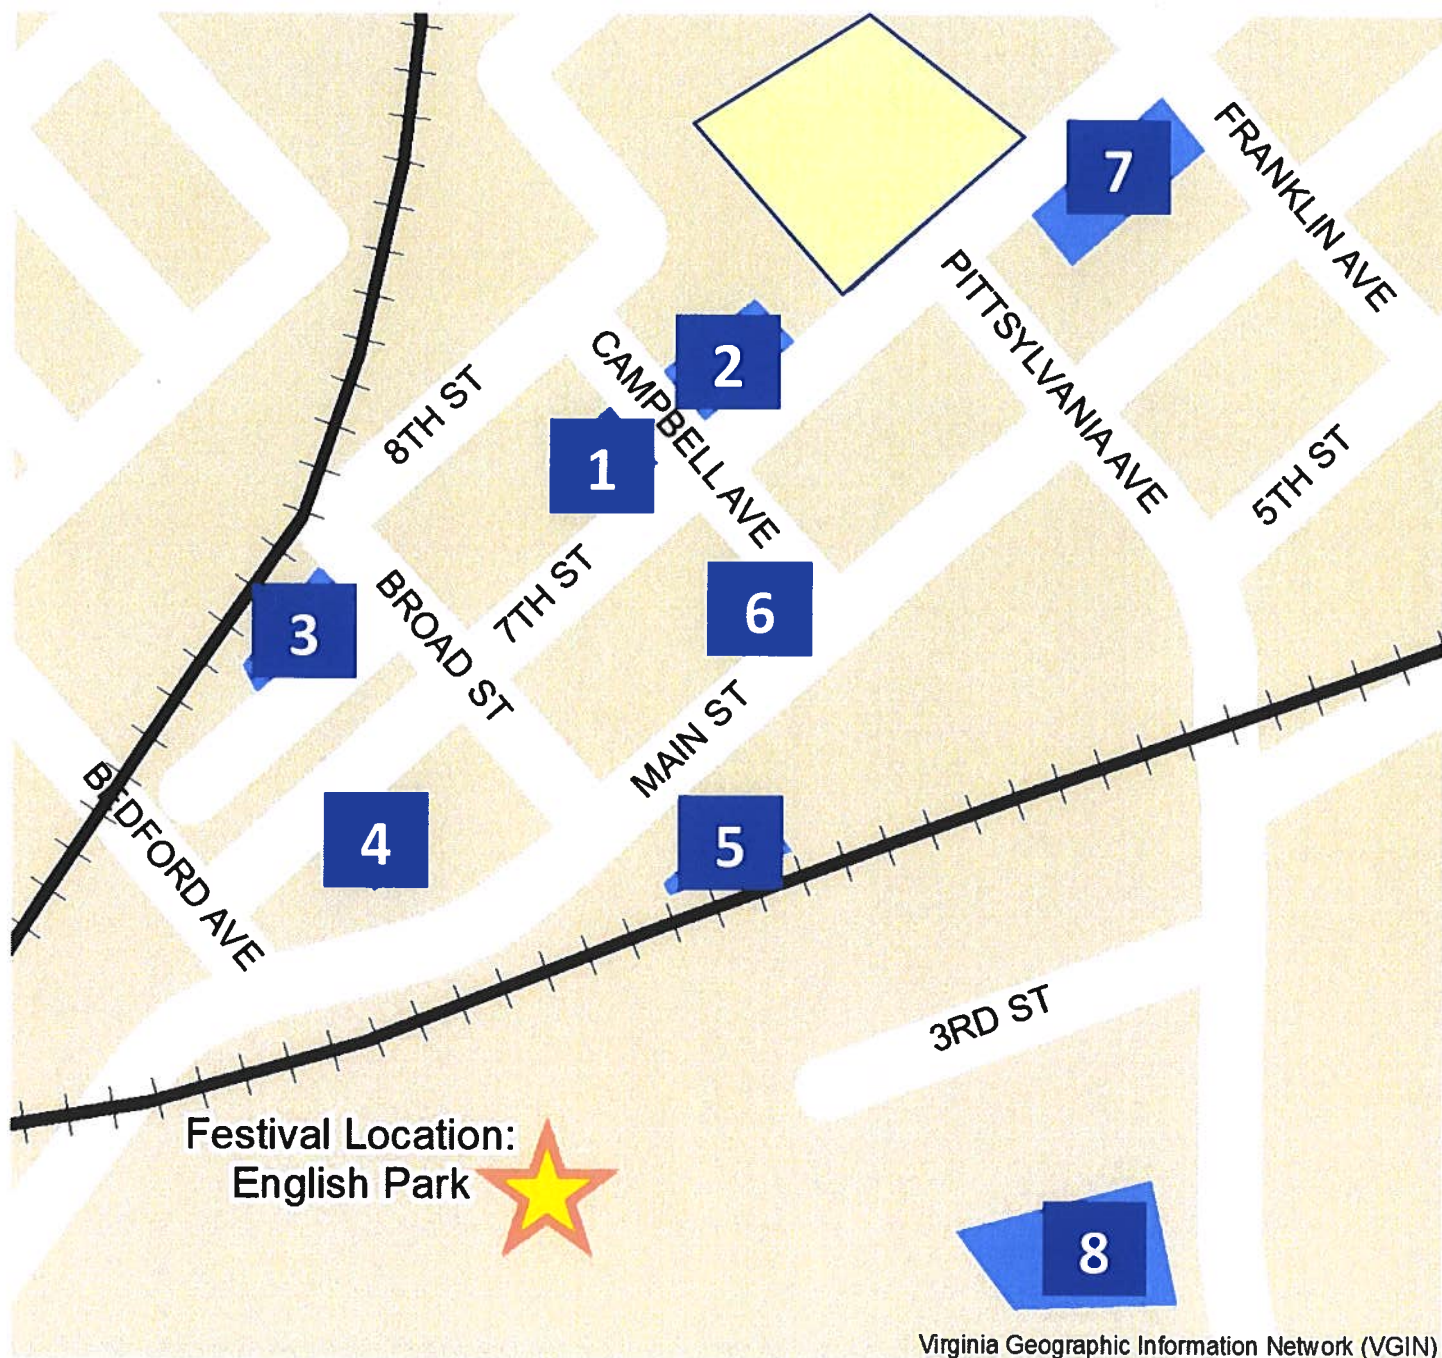 7
FRANKLIN AVE
PITTSYLVANIA AVE
2
CAMPBELL AVE
8TH ST
1
5TH ST
7TH ST
BROAD ST
6
3
MAIN ST
BEDFORD AVE
4
5
3RD ST
Festival Location:
English Park
8
Virginia Geographic Information Network (VGIN)